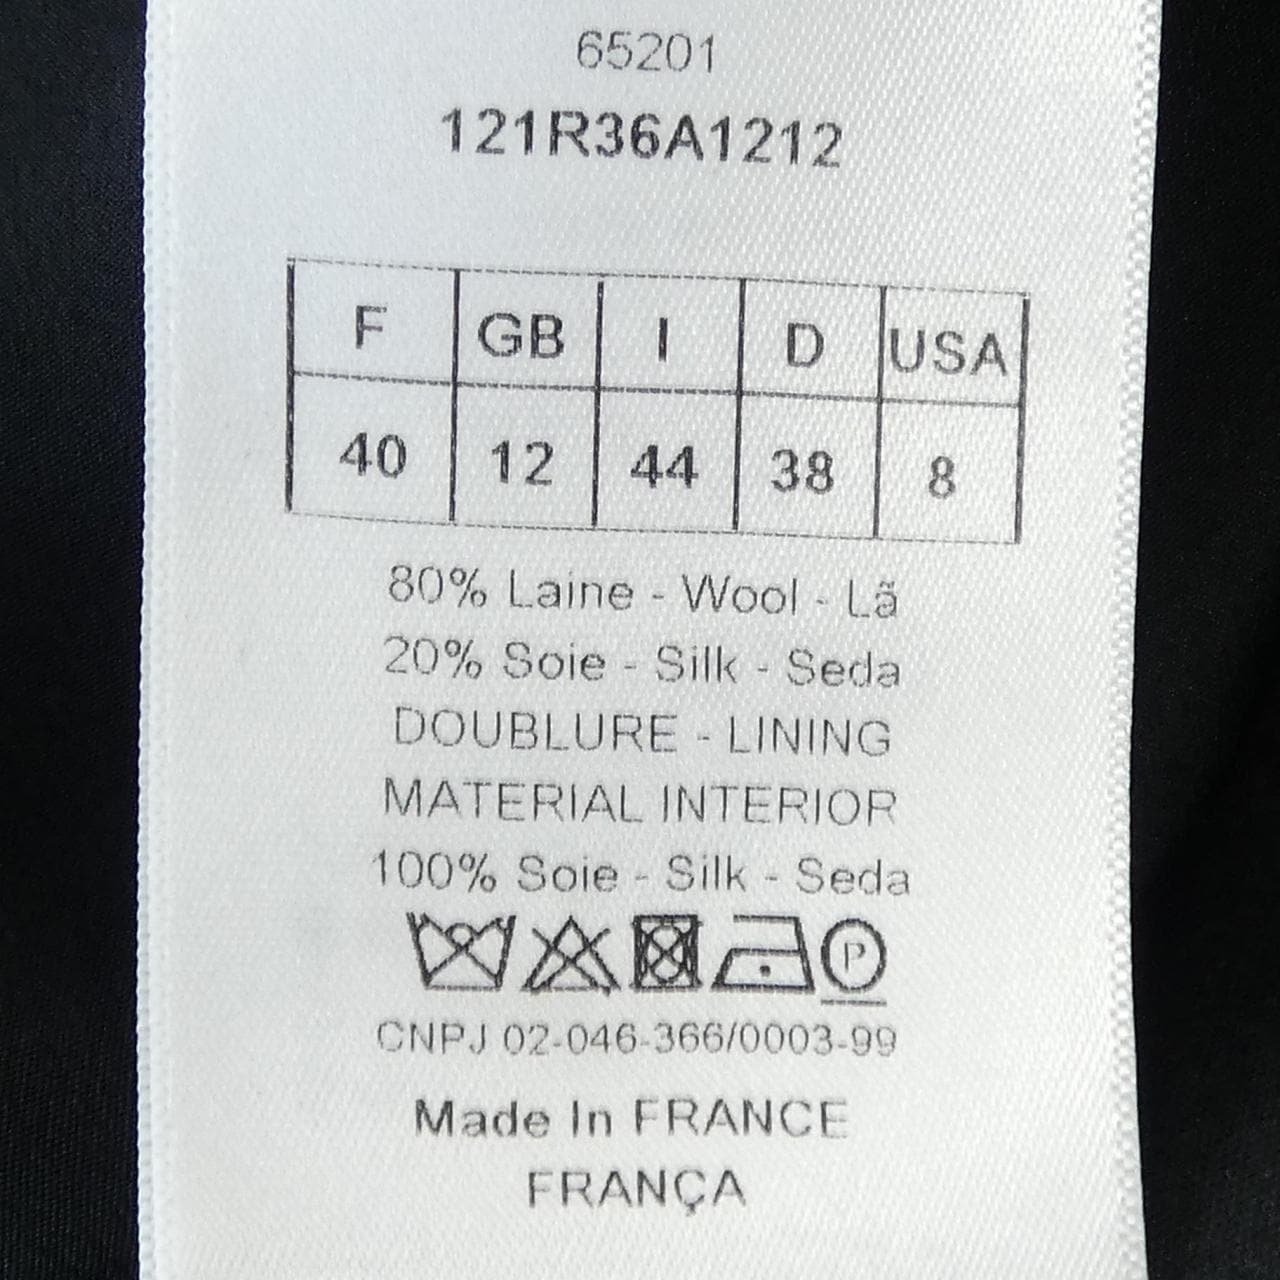 65201
121R36A1212
F GB I D USA
40 12 44 38 8
80% Laine - Wool - Lã
20% Soie - Silk - Seda
DOUBLURE - LINING
MATERIAL INTERIOR
100% Soie - Silk - Seda
P
CNPJ 02-046-366/0003-99
Made In FRANCE
FRANÇA